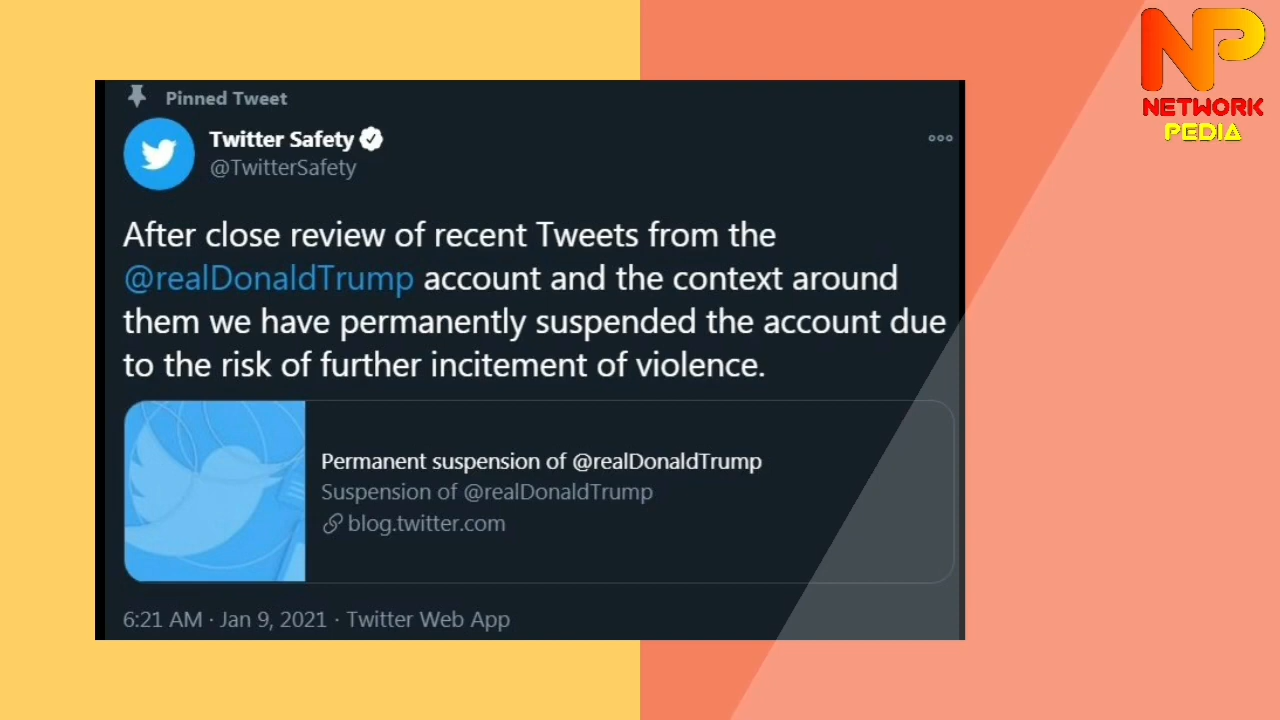 NP
NETWORK
PEDIA
Pinned Tweet
Twitter Safety
@TwitterSafety
After close review of recent Tweets from the
@realDonaldTrump account and the context around
them we have permanently suspended the account due
to the risk of further incitement of violence.
Permanent suspension of @realDonaldTrump
Suspension of @realDonaldTrump
blog.twitter.com
6:21 AM · Jan 9, 2021 · Twitter Web App